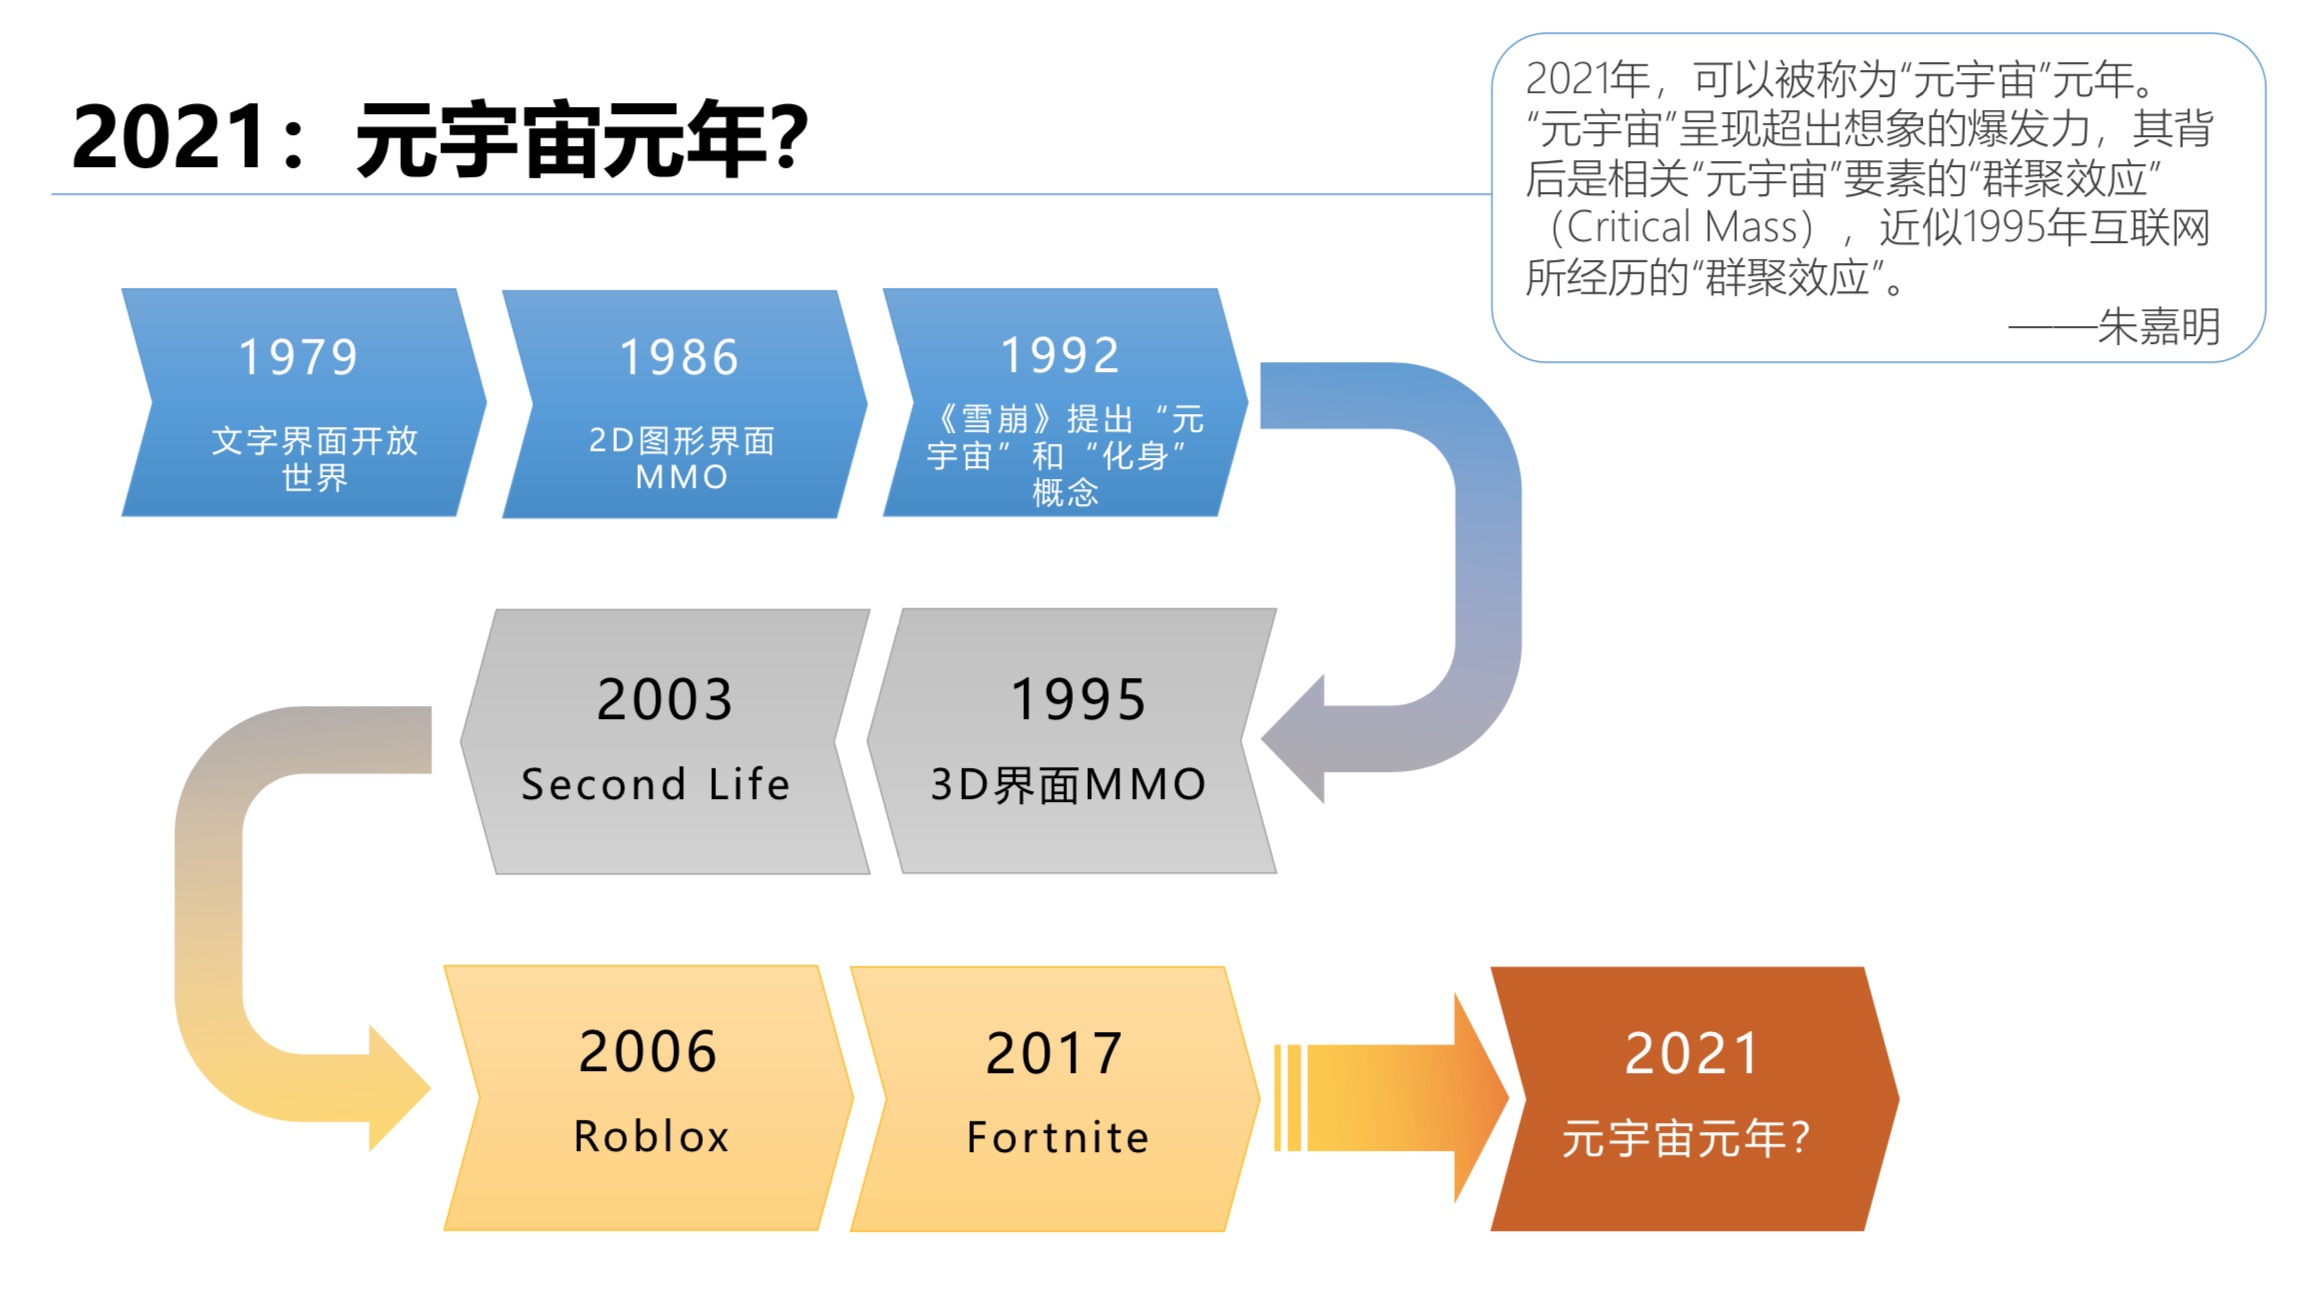 2021：元宇宙元年？
2021年，可以被称为“元宇宙”元年。
“元宇宙”呈现超出想象的爆发力，其背
后是相关“元宇宙”要素的“群聚效应”
（Critical Mass），近似1995年互联网
所经历的“群聚效应”。
——朱嘉明
1979
文字界面开放
世界
1986
2D图形界面
MMO
1992
《雪崩》提出“元
宇宙”和“化身”
概念
1995
3D界面MMO
2003
Second Life
2006
Roblox
2017
Fortnite
2021
元宇宙元年？